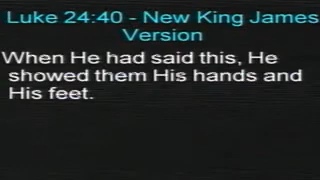 Luke 24:40 - New King James
Version
When He had said this, He
showed them His hands and
His feet.